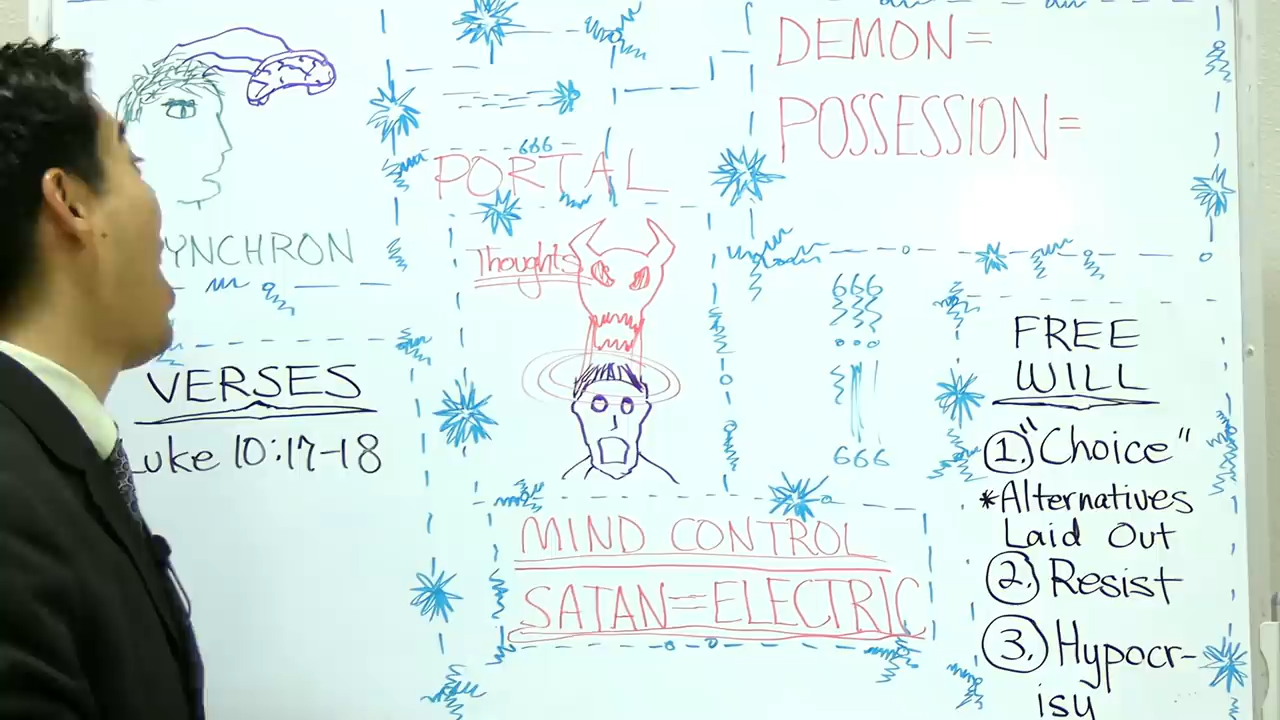 DEMON=
POSSESSION=
666
PORTAL
Thoughts
YNCHRON
VERSES
Luke 10:17-18
666
666
FREE
WILL
1. "Choice"
*Alternatives
Laid Out
2. Resist
3. Hypocr-
isy
MIND CONTROL
SATAN=ELECTRIC